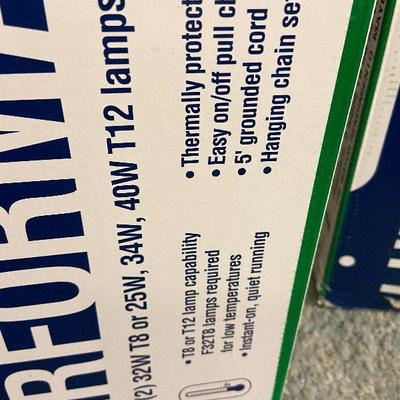 (2) 32W T8 or 25W, 34W, 40W T12 lamps
• T8 or T12 lamp capability
F32T8 lamps required
for low temperatures
• Instant-on, quiet running
• Thermally protect
• Easy on/off pull ch
• 5' grounded cord
• Hanging chain se